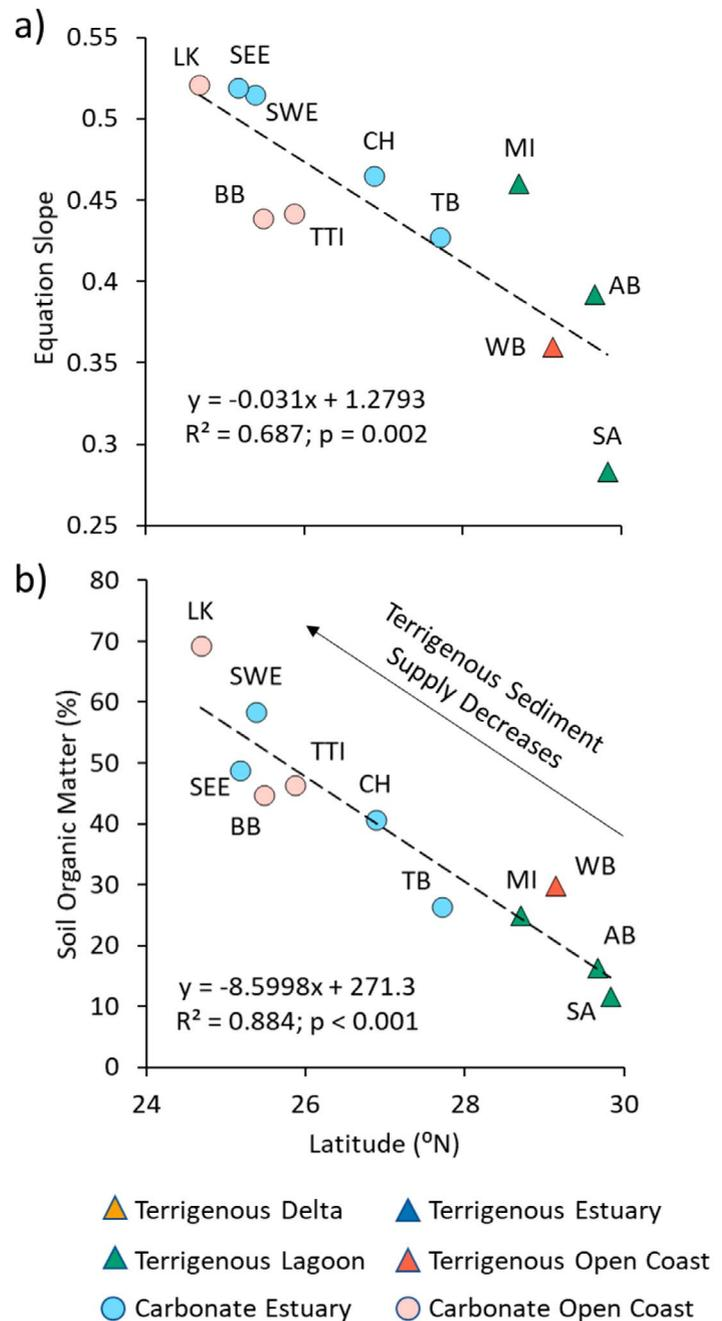 a)
0.55
0.5
0.45
0.4
0.35
0.3
0.25
Equation Slope
LK
SEE
SWE
CH
MI
BB
TTI
TB
AB
WB
SA
y = -0.031x + 1.2793
R² = 0.687; p = 0.002
b)
80
70
60
50
40
30
20
10
0
Soil Organic Matter (%)
LK
SWE
TTI
SEE
BB
CH
TB
MI
WB
AB
SA
Terrigenous Sediment
Supply Decreases
y = -8.5998x + 271.3
R² = 0.884; p < 0.001
24 26 28 30
Latitude (⁰N)
Terrigenous Delta Terrigenous Estuary
Terrigenous Lagoon Terrigenous Open Coast
Carbonate Estuary Carbonate Open Coast